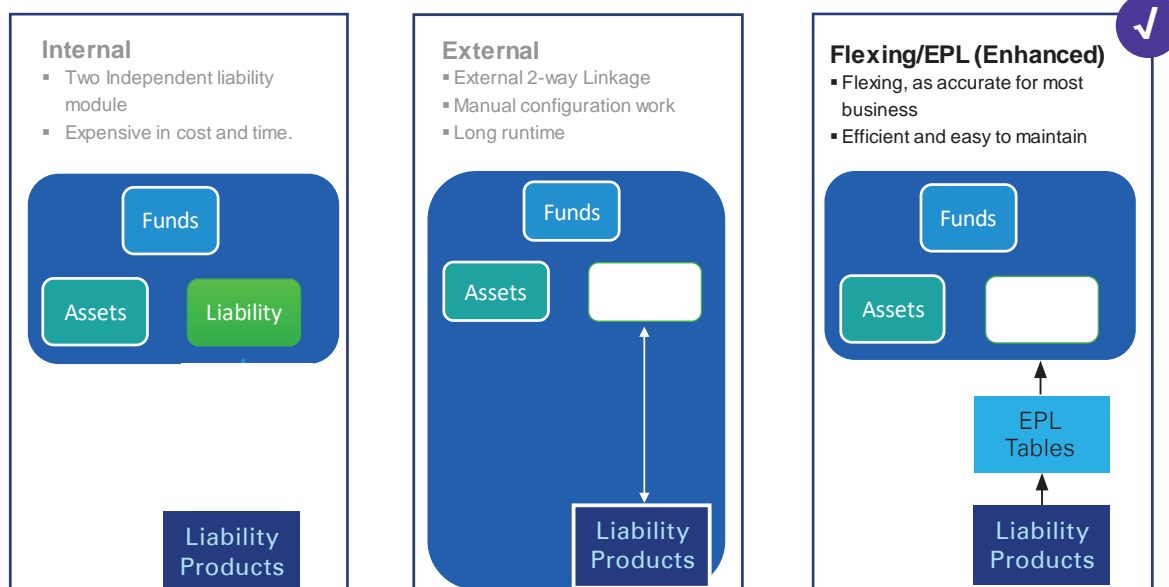 Internal
▪ Two Independent liability
module
▪ Expensive in cost and time.
Funds
Assets
Liability
Liability
Products
External
▪ External 2-way Linkage
▪ Manual configuration work
▪ Long runtime
Funds
Assets
Liability
Products
√
Flexing/EPL (Enhanced)
▪ Flexing, as accurate for most
business
▪ Efficient and easy to maintain
Funds
Assets
EPL
Tables
Liability
Products